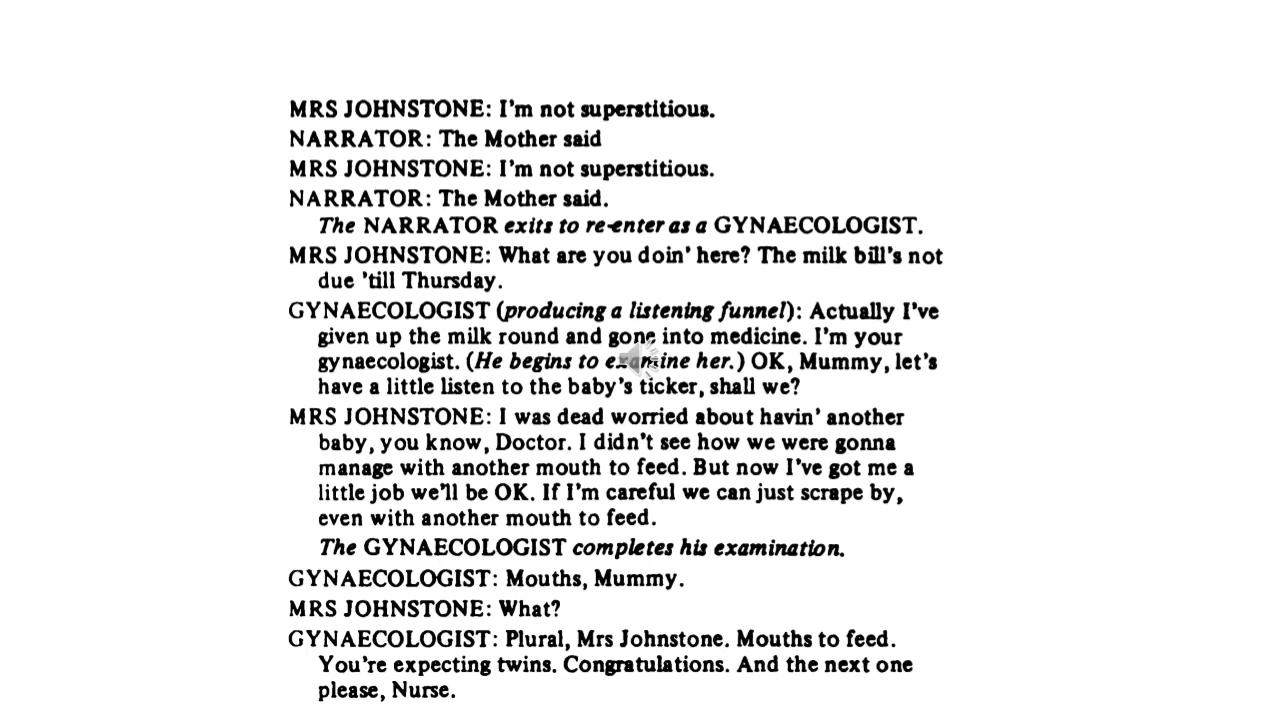 MRS JOHNSTONE: I'm not superstitious.
NARRATOR: The Mother said
MRS JOHNSTONE: I'm not superstitious.
NARRATOR: The Mother said.
The NARRATOR exits to re-enter as a GYNAECOLOGIST.
MRS JOHNSTONE: What are you doin' here? The milk bill's not
due 'till Thursday.
GYNAECOLOGIST (producing a listening funnel): Actually I've
given up the milk round and gone into medicine. I'm your
gynaecologist. (He begins to examine her.) OK, Mummy, let's
have a little listen to the baby's ticker, shall we?
MRS JOHNSTONE: I was dead worried about havin' another
baby, you know, Doctor. I didn't see how we were gonna
manage with another mouth to feed. But now I've got me a
little job we'll be OK. If I'm careful we can just scrape by,
even with another mouth to feed.
The GYNAECOLOGIST completes his examination.
GYNAECOLOGIST: Mouths, Mummy.
MRS JOHNSTONE: What?
GYNAECOLOGIST: Plural, Mrs Johnstone. Mouths to feed.
You're expecting twins. Congratulations. And the next one
please, Nurse.